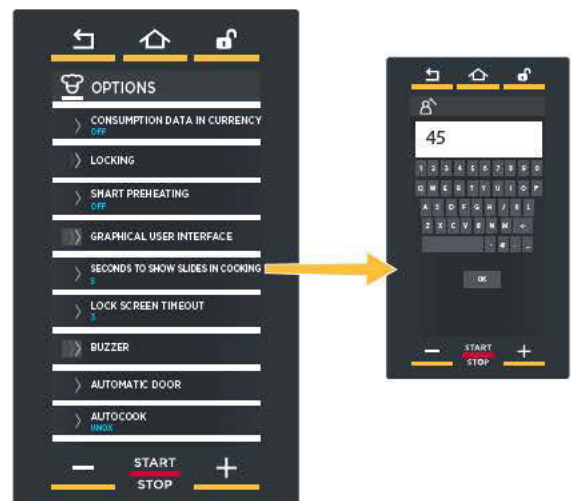 OPTIONS
CONSUMPTION DATA IN CURRENCY
OFF
LOCKING
SMART PREHEATING
OFF
GRAPHICAL USER INTERFACE
SECONDS TO SHOW SLIDES IN COOKING
5
LOCK SCREEN TIMEOUT
3
BUZZER
AUTOMATIC DOOR
AUTOCOOK
UNOX
START
STOP
45
1 2 3 4 5 6 7 8 9 0
Q W E R T Y U I O P
A S D F G H J K L
Z X C V B N M
OK
START
STOP